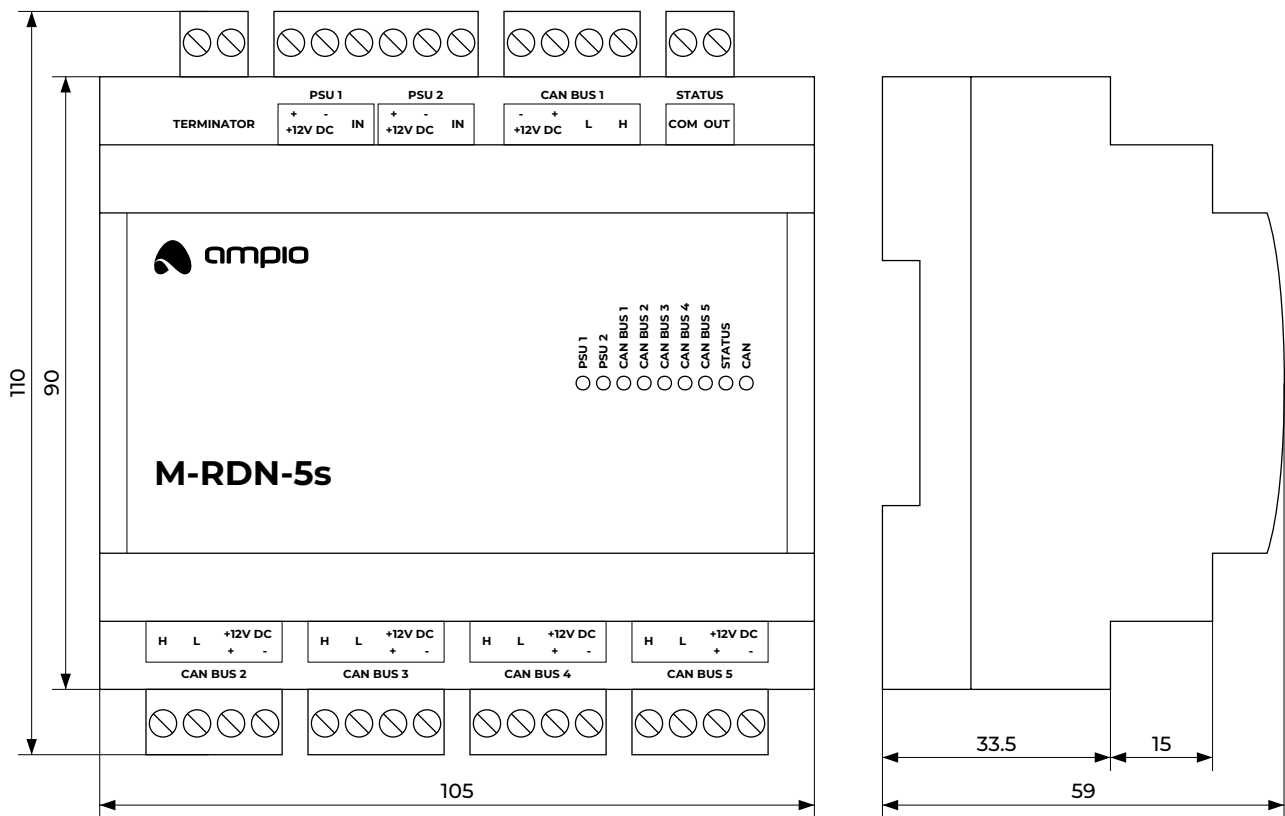 PSU 1 PSU 2 CAN BUS 1 STATUS
TERMINATOR + - IN + - IN - + L H COM OUT
+12V DC +12V DC +12V DC
ampio
PSU 1
PSU 2
CAN BUS 1
CAN BUS 2
CAN BUS 3
CAN BUS 4
CAN BUS 5
STATUS
CAN
110
90
M-RDN-5s
H L +12V DC H L +12V DC H L +12V DC H L +12V DC
+ - + - + - + -
CAN BUS 2 CAN BUS 3 CAN BUS 4 CAN BUS 5
33.5 15
105 59